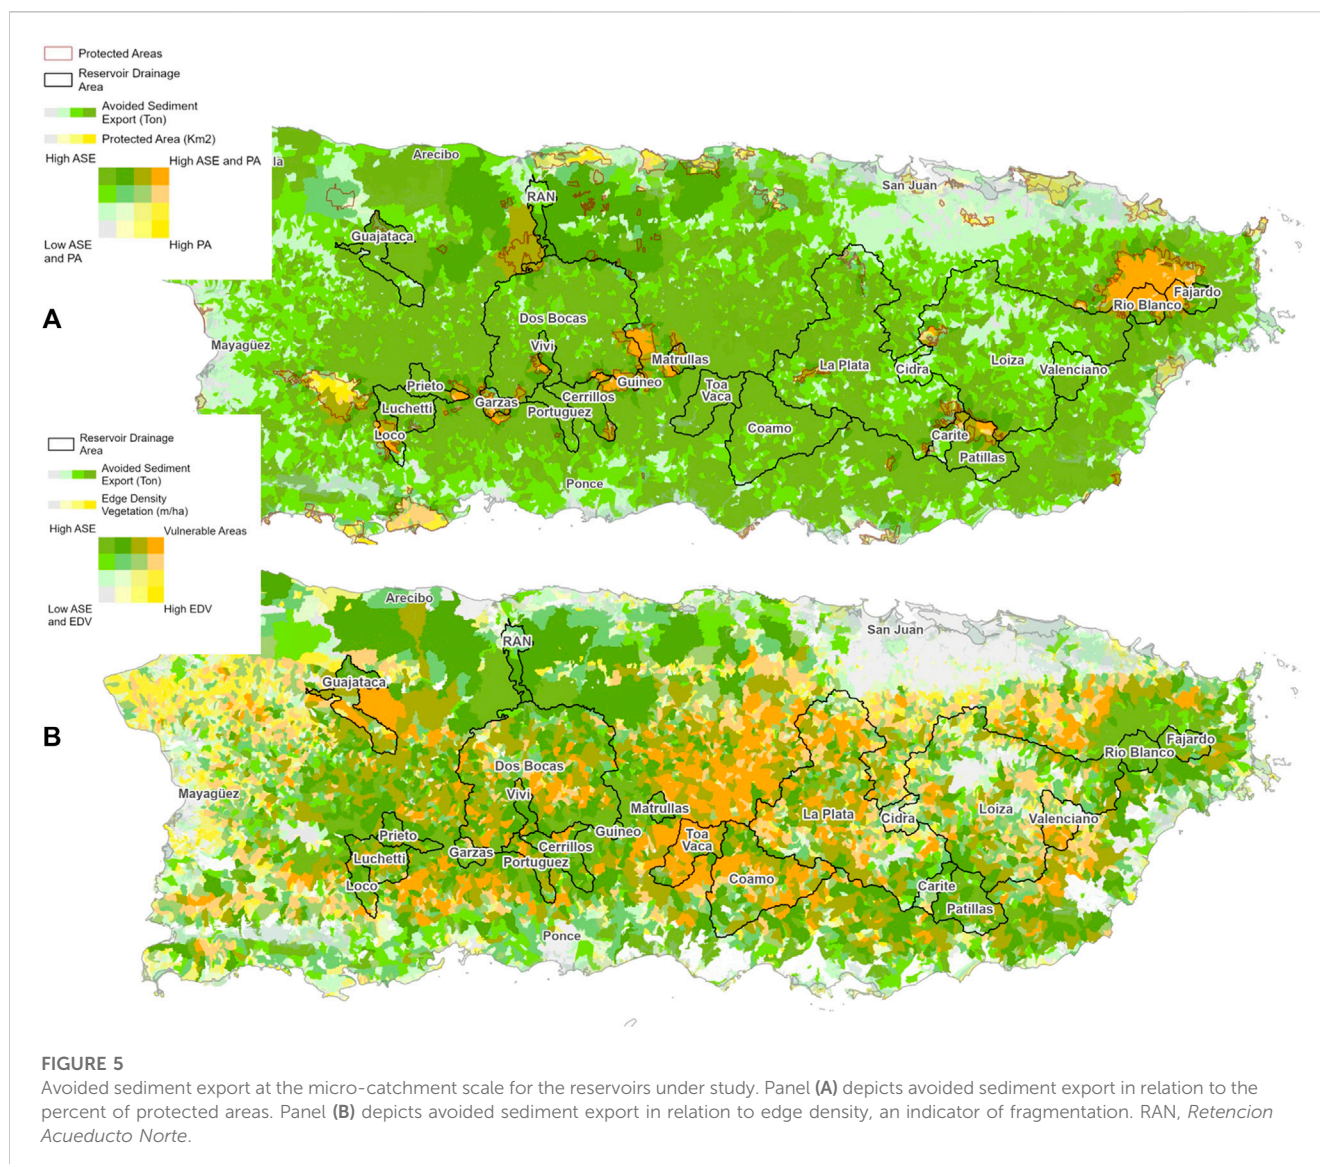 Protected Areas
Reservoir Drainage
Area
Avoided Sediment
Export (Ton)
Protected Area (Km2)
High ASE
High ASE and PA
Low ASE
and PA
High PA
la
Arecibo
San Juan
RAN
Guajataca
Fajardo
Rio Blanco
A
Dos Bocas
Mayagüez
Vivi
Matrullas
Loiza
La Plata
Cidra
Valenciano
Prieto
Guineo
Toa
Vaca
Garzas
Cerrillos
Luchetti
Portuguez
Coamo
Loco
Carite
Patillas
Ponce
Reservoir Drainage
Area
Avoided Sediment
Export (Ton)
Edge Density
Vegetation (m/ha)
High ASE
Vulnerable Areas
Low ASE
and EDV
High EDV
Arecibo
San Juan
RAN
Guajataca
B
Fajardo
Rio Blanco
Dos Bocas
Mayagüez
Vivi
Matrullas
Loiza
La Plata
Cidra
Valenciano
Prieto
Guineo
Toa
Vaca
Garzas
Cerrillos
Luchetti
Portuguez
Coamo
Loco
Carite
Patillas
Ponce
FIGURE 5
Avoided sediment export at the micro-catchment scale for the reservoirs under study. Panel (A) depicts avoided sediment export in relation to the
percent of protected areas. Panel (B) depicts avoided sediment export in relation to edge density, an indicator of fragmentation. RAN, Retencion
Acueducto Norte.